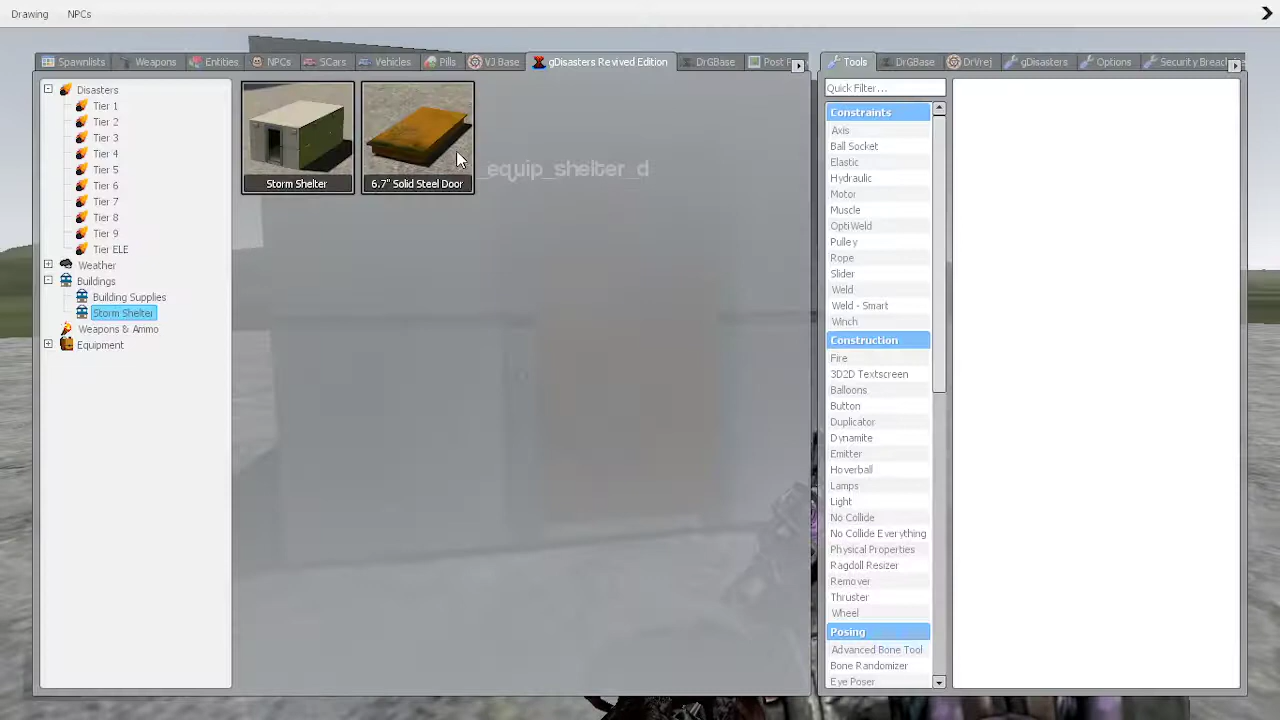 Drawing NPCs
Spawnlists Weapons Entities NPCs SCars Vehicles Pills VJ Base gDisasters Revived Edition DrGBase Post P
Tools DrGBase DrVrej gDisasters Options Security Breac
Disasters
Tier 1
Tier 2
Tier 3
Tier 4
Tier 5
Tier 6
Tier 7
Tier 8
Tier 9
Tier ELE
Weather
Buildings
Building Supplies
Storm Shelter
Weapons & Ammo
Equipment
Storm Shelter
6.7" Solid Steel Door
_equip_shelter_d
Quick Filter...
Constraints
Axis
Ball Socket
Elastic
Hydraulic
Motor
Muscle
OptiWeld
Pulley
Rope
Slider
Weld
Weld - Smart
Winch
Construction
Fire
3D2D Textscreen
Balloons
Button
Duplicator
Dynamite
Emitter
Hoverball
Lamps
Light
No Collide
No Collide Everything
Physical Properties
Ragdoll Resizer
Remover
Thruster
Wheel
Posing
Advanced Bone Tool
Bone Randomizer
Eye Poser